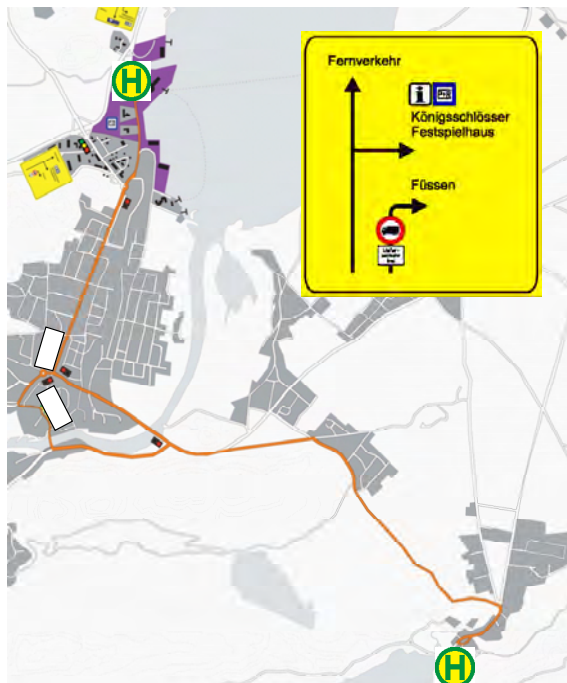 H
Fernverkehr
i
Königsschlösser
Festspielhaus
Füssen
H